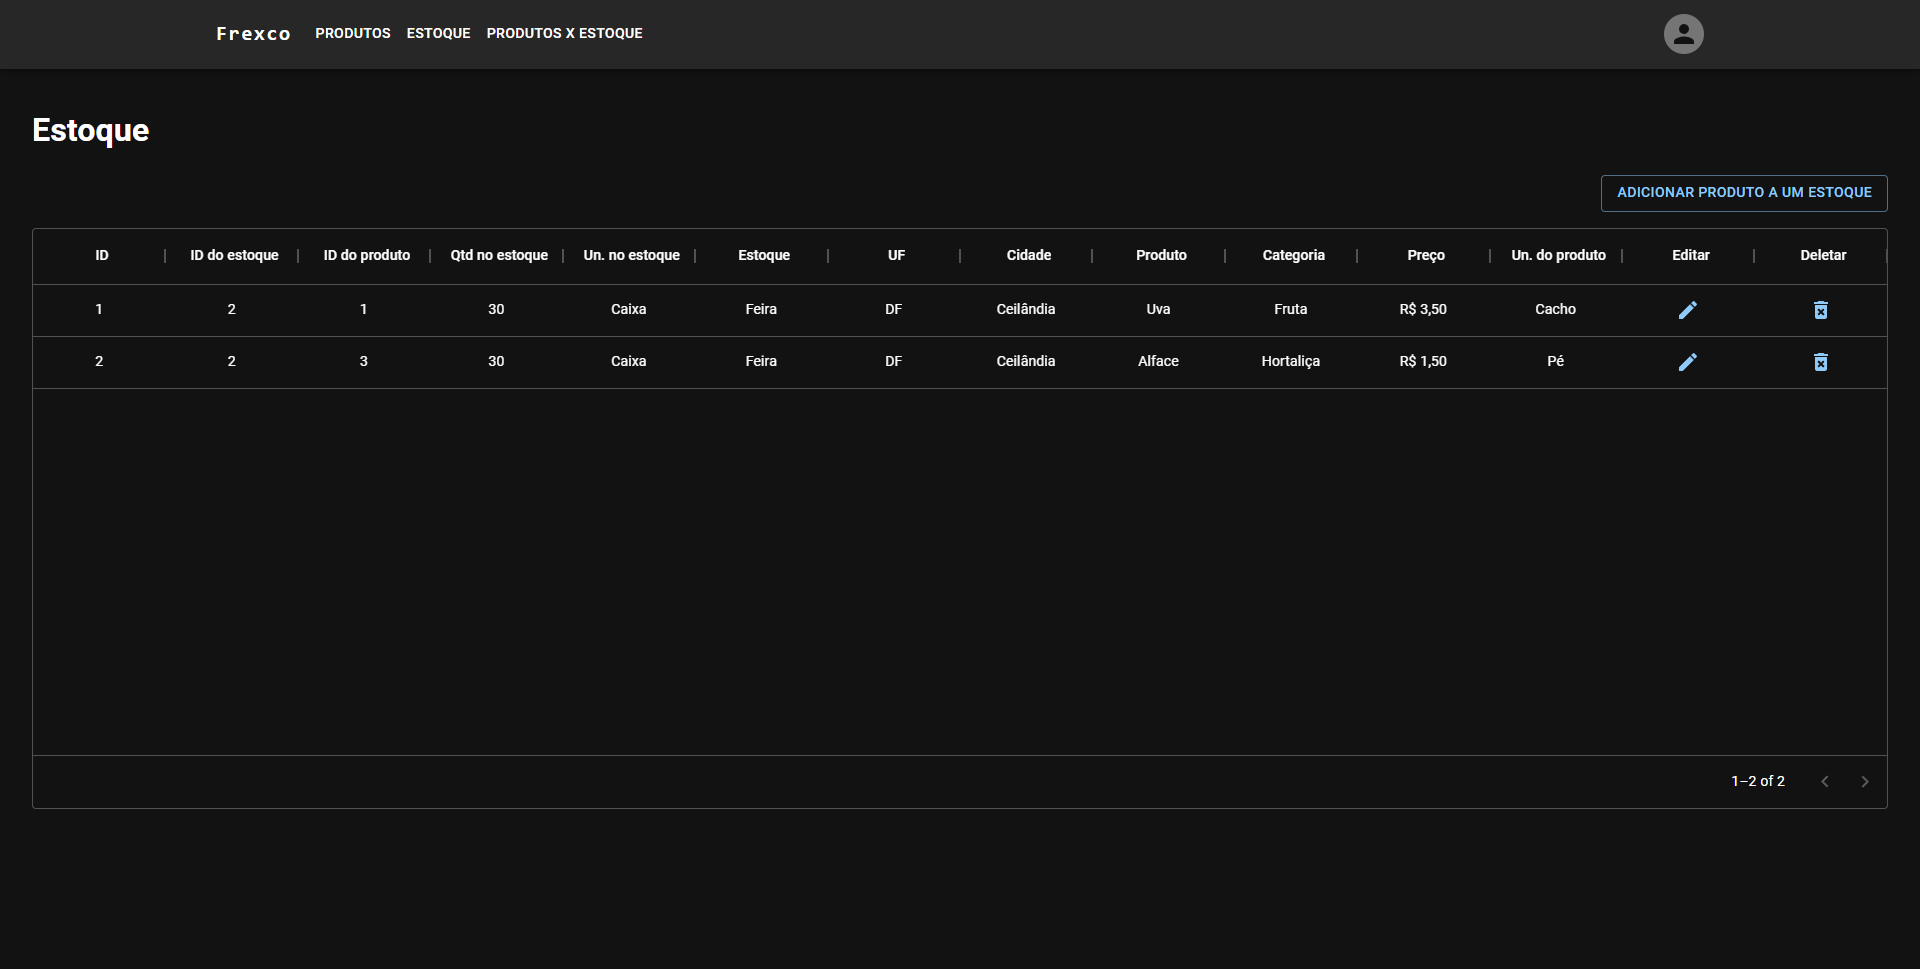 Frexco PRODUTOS ESTOQUE PRODUTOS X ESTOQUE
Estoque
ADICIONAR PRODUTO A UM ESTOQUE
ID ID do estoque ID do produto Qtd no estoque Un. no estoque Estoque UF Cidade Produto Categoria Preço Un. do produto Editar Deletar
1 2 1 30 Caixa Feira DF Ceilândia Uva Fruta R$ 3,50 Cacho
2 2 3 30 Caixa Feira DF Ceilândia Alface Hortaliça R$ 1,50 Pé
1–2 of 2